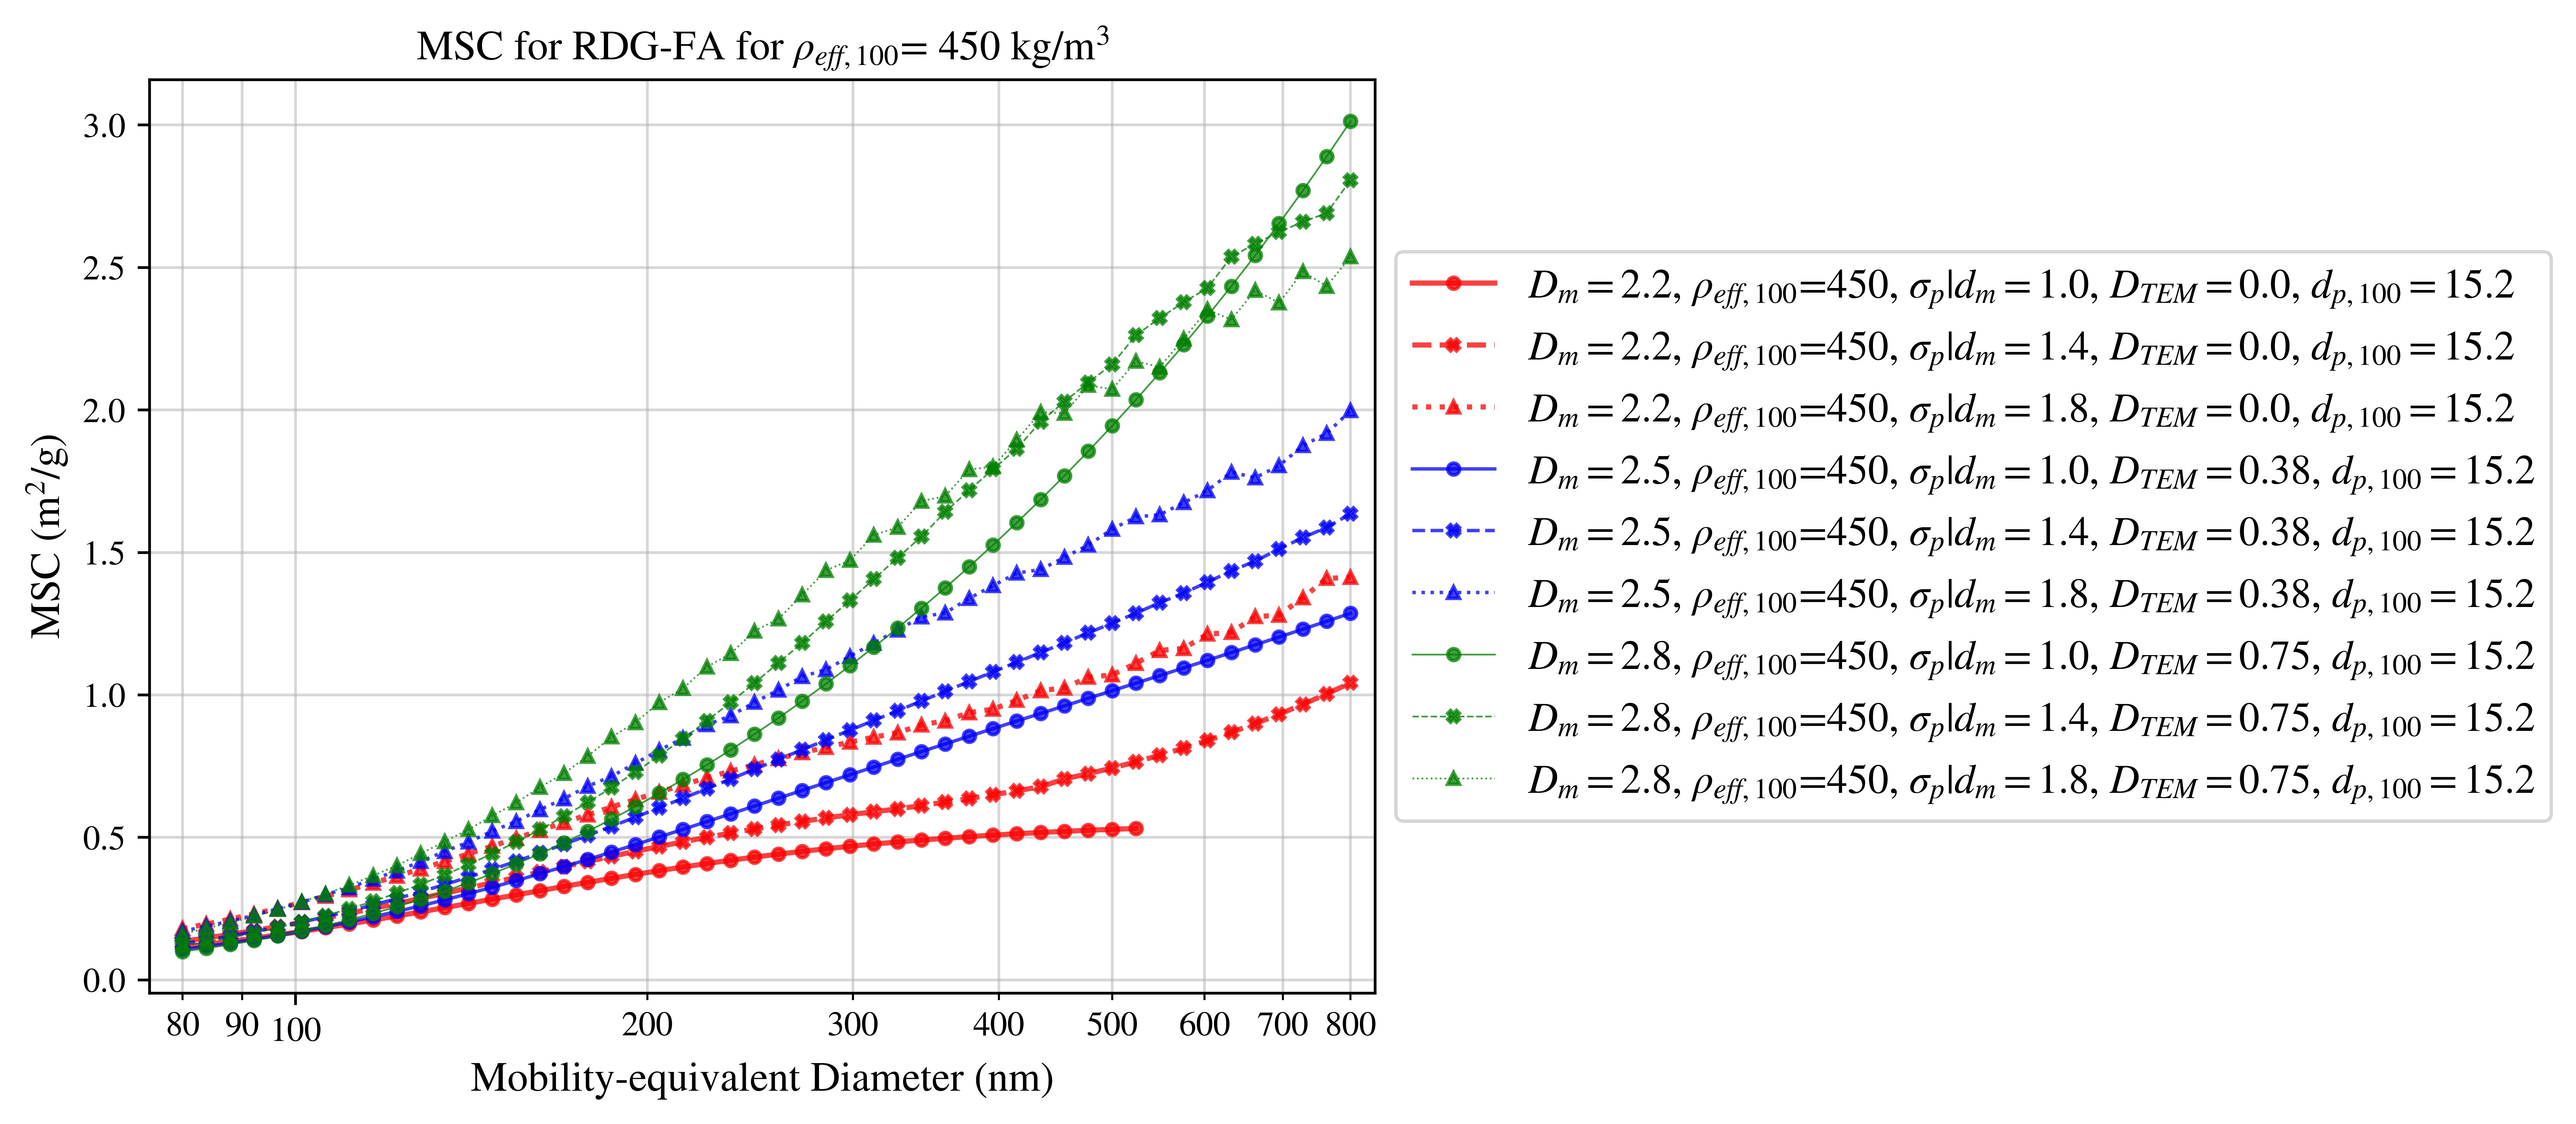 MSC for RDG-FA for ρeff,100= 450 kg/m³
3.0
2.5
2.0
1.5
1.0
0.5
0.0
MSC (m²/g)
80 90 100 200 300 400 500 600 700 800
Mobility-equivalent Diameter (nm)
Dm = 2.2, ρeff,100=450, σp|dm = 1.0, DTEM = 0.0, dp,100 = 15.2
Dm = 2.2, ρeff,100=450, σp|dm = 1.4, DTEM = 0.0, dp,100 = 15.2
Dm = 2.2, ρeff,100=450, σp|dm = 1.8, DTEM = 0.0, dp,100 = 15.2
Dm = 2.5, ρeff,100=450, σp|dm = 1.0, DTEM = 0.38, dp,100 = 15.2
Dm = 2.5, ρeff,100=450, σp|dm = 1.4, DTEM = 0.38, dp,100 = 15.2
Dm = 2.5, ρeff,100=450, σp|dm = 1.8, DTEM = 0.38, dp,100 = 15.2
Dm = 2.8, ρeff,100=450, σp|dm = 1.0, DTEM = 0.75, dp,100 = 15.2
Dm = 2.8, ρeff,100=450, σp|dm = 1.4, DTEM = 0.75, dp,100 = 15.2
Dm = 2.8, ρeff,100=450, σp|dm = 1.8, DTEM = 0.75, dp,100 = 15.2